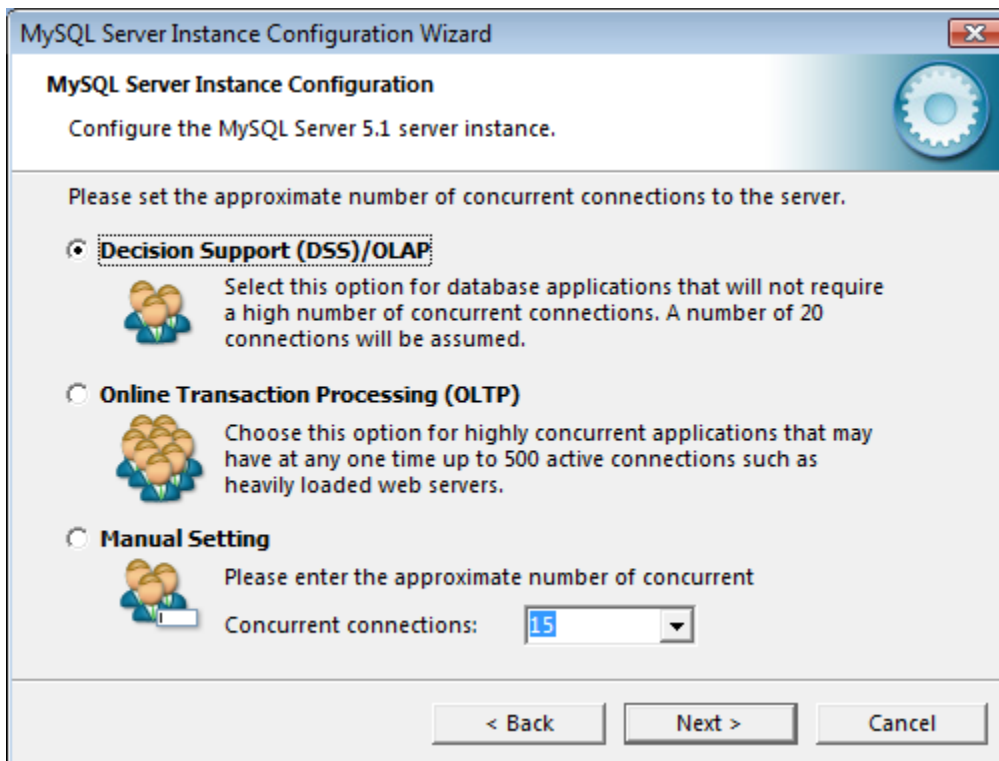 MySQL Server Instance Configuration Wizard
MySQL Server Instance Configuration
Configure the MySQL Server 5.1 server instance.
Please set the approximate number of concurrent connections to the server.
Decision Support (DSS)/OLAP
Select this option for database applications that will not require
a high number of concurrent connections. A number of 20
connections will be assumed.
Online Transaction Processing (OLTP)
Choose this option for highly concurrent applications that may
have at any one time up to 500 active connections such as
heavily loaded web servers.
Manual Setting
Please enter the approximate number of concurrent
Concurrent connections: 15
< Back Next > Cancel